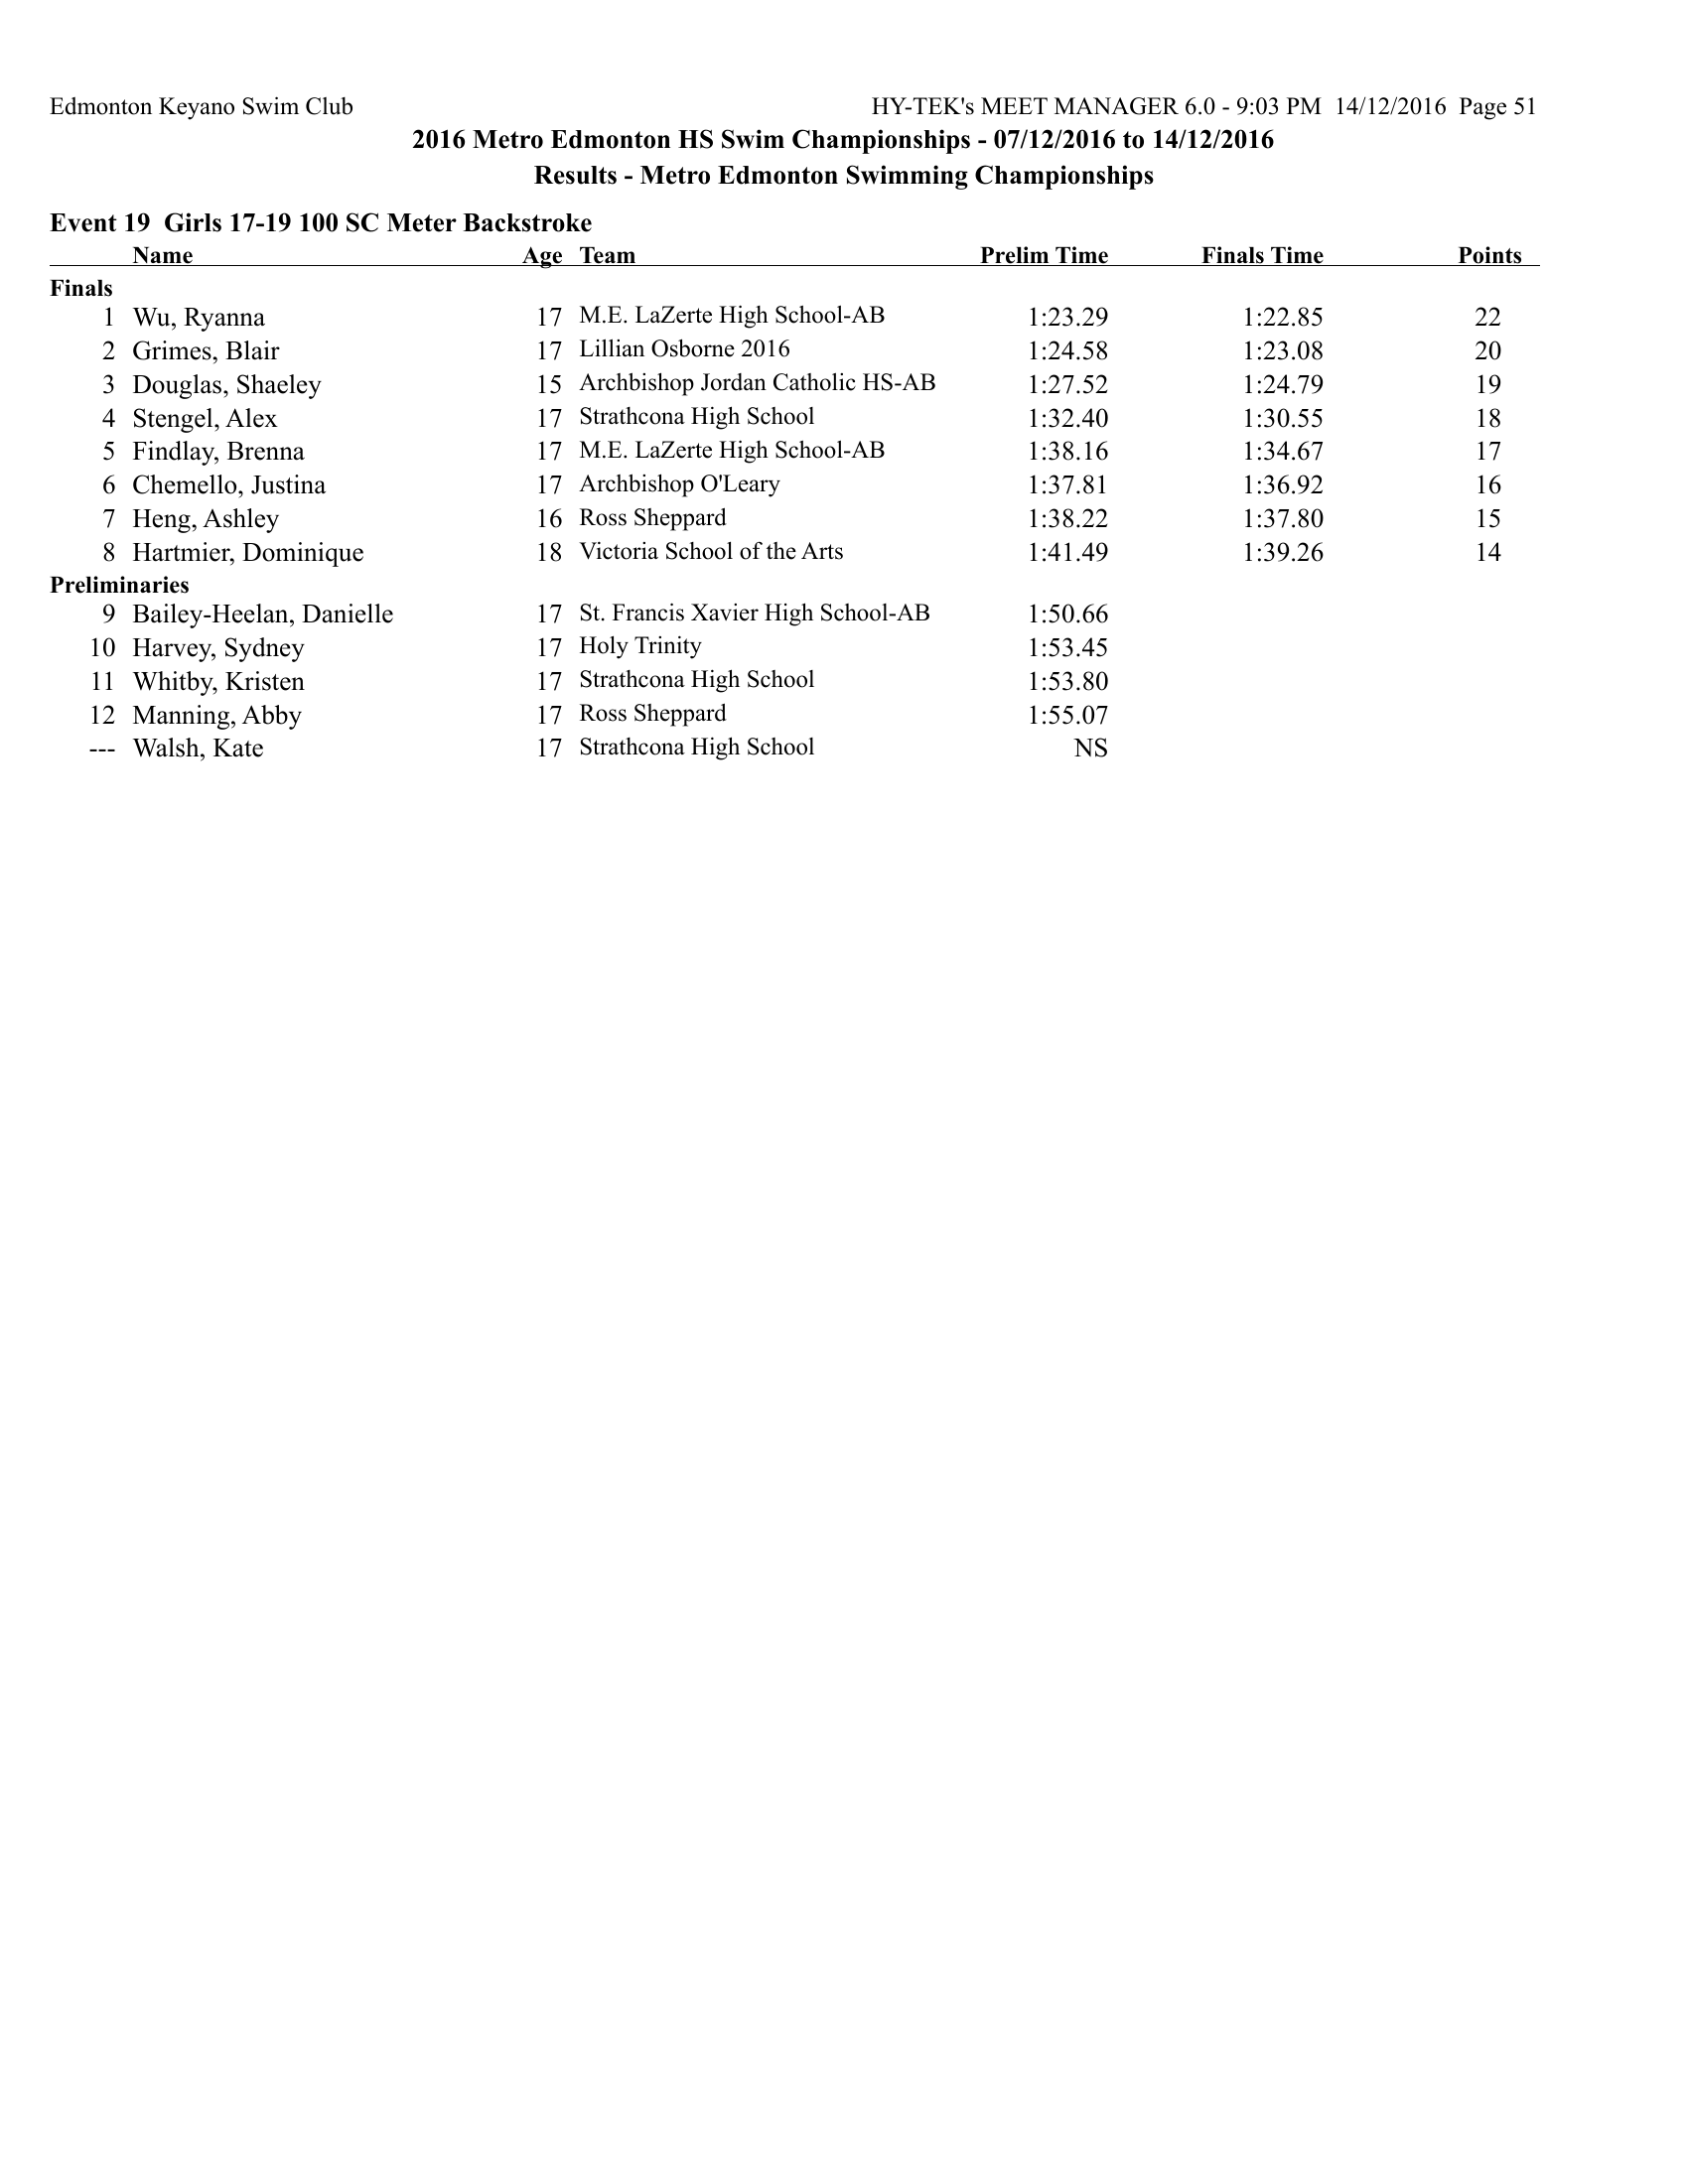 Edmonton Keyano Swim Club HY-TEK's MEET MANAGER 6.0 - 9:03 PM 14/12/2016 Page 51
2016 Metro Edmonton HS Swim Championships - 07/12/2016 to 14/12/2016
Results - Metro Edmonton Swimming Championships
Event 19 Girls 17-19 100 SC Meter Backstroke
Name Age Team Prelim Time Finals Time Points
Finals
1 Wu, Ryanna 17 M.E. LaZerte High School-AB 1:23.29 1:22.85 22
2 Grimes, Blair 17 Lillian Osborne 2016 1:24.58 1:23.08 20
3 Douglas, Shaeley 15 Archbishop Jordan Catholic HS-AB 1:27.52 1:24.79 19
4 Stengel, Alex 17 Strathcona High School 1:32.40 1:30.55 18
5 Findlay, Brenna 17 M.E. LaZerte High School-AB 1:38.16 1:34.67 17
6 Chemello, Justina 17 Archbishop O'Leary 1:37.81 1:36.92 16
7 Heng, Ashley 16 Ross Sheppard 1:38.22 1:37.80 15
8 Hartmier, Dominique 18 Victoria School of the Arts 1:41.49 1:39.26 14
Preliminaries
9 Bailey-Heelan, Danielle 17 St. Francis Xavier High School-AB 1:50.66
10 Harvey, Sydney 17 Holy Trinity 1:53.45
11 Whitby, Kristen 17 Strathcona High School 1:53.80
12 Manning, Abby 17 Ross Sheppard 1:55.07
--- Walsh, Kate 17 Strathcona High School NS